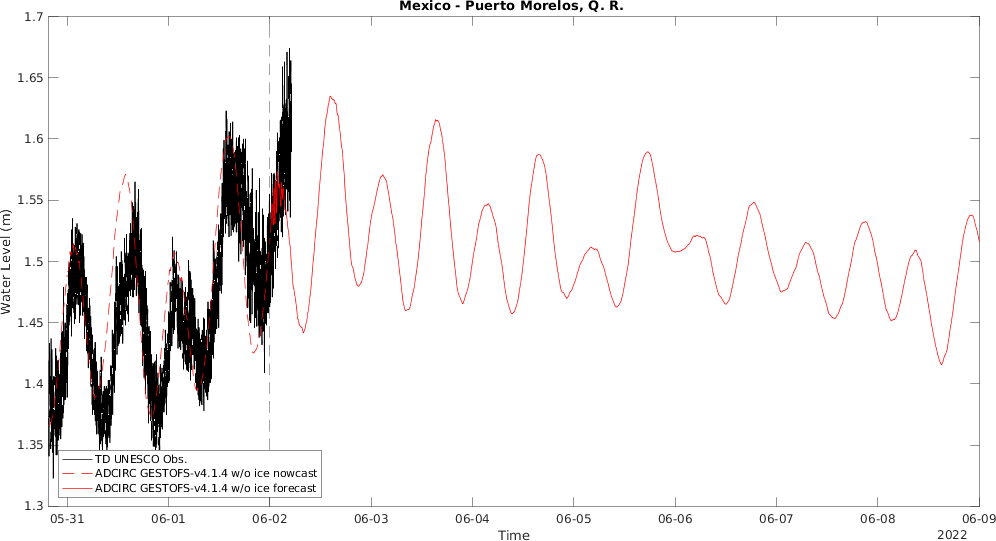 Mexico - Puerto Morelos, Q. R.
1.7
1.65
1.6
1.55
1.5
1.45
1.4
1.35
1.3
Water Level (m)
TD UNESCO Obs.
ADCIRC GESTOFS-v4.1.4 w/o ice nowcast
ADCIRC GESTOFS-v4.1.4 w/o ice forecast
05-31 06-01 06-02 06-03 06-04 06-05 06-06 06-07 06-08 06-09
Time
2022